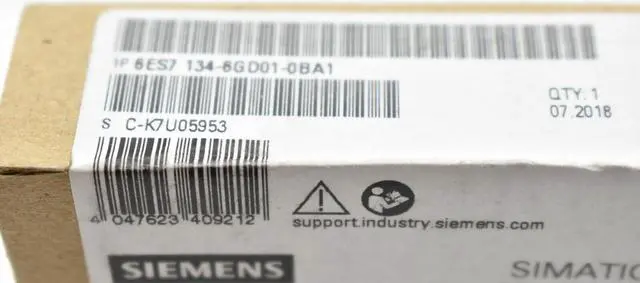 1P 6ES7 134-6GD01-0BA1
QTY: 1
07.2018
S C-K7U05953
4 047623 409212
support.industry.siemens.com
SIEMENS
SIMATIC